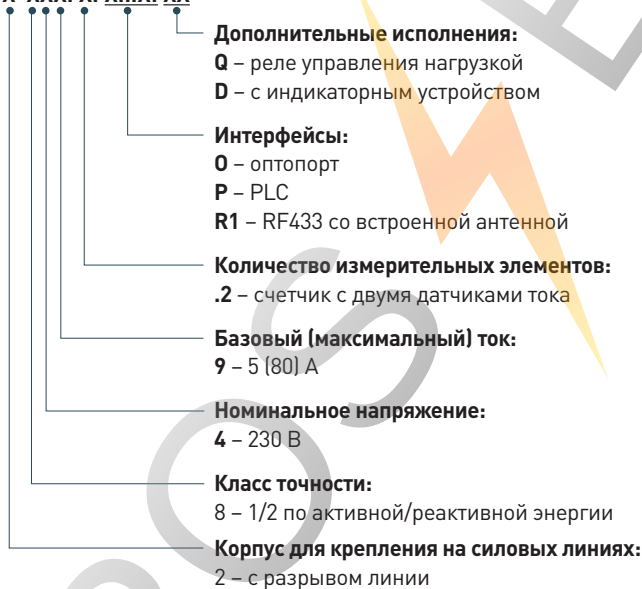 Дополнительные исполнения:
Q – реле управления нагрузкой
D – с индикаторным устройством
Интерфейсы:
O – оптопорт
P – PLC
R1 – RF433 со встроенной антенной
Количество измерительных элементов:
.2 – счетчик с двумя датчиками тока
Базовый (максимальный) ток:
9 – 5 (80) А
Номинальное напряжение:
4 – 230 В
Класс точности:
8 – 1/2 по активной/реактивной энергии
Корпус для крепления на силовых линиях:
2 – с разрывом линии